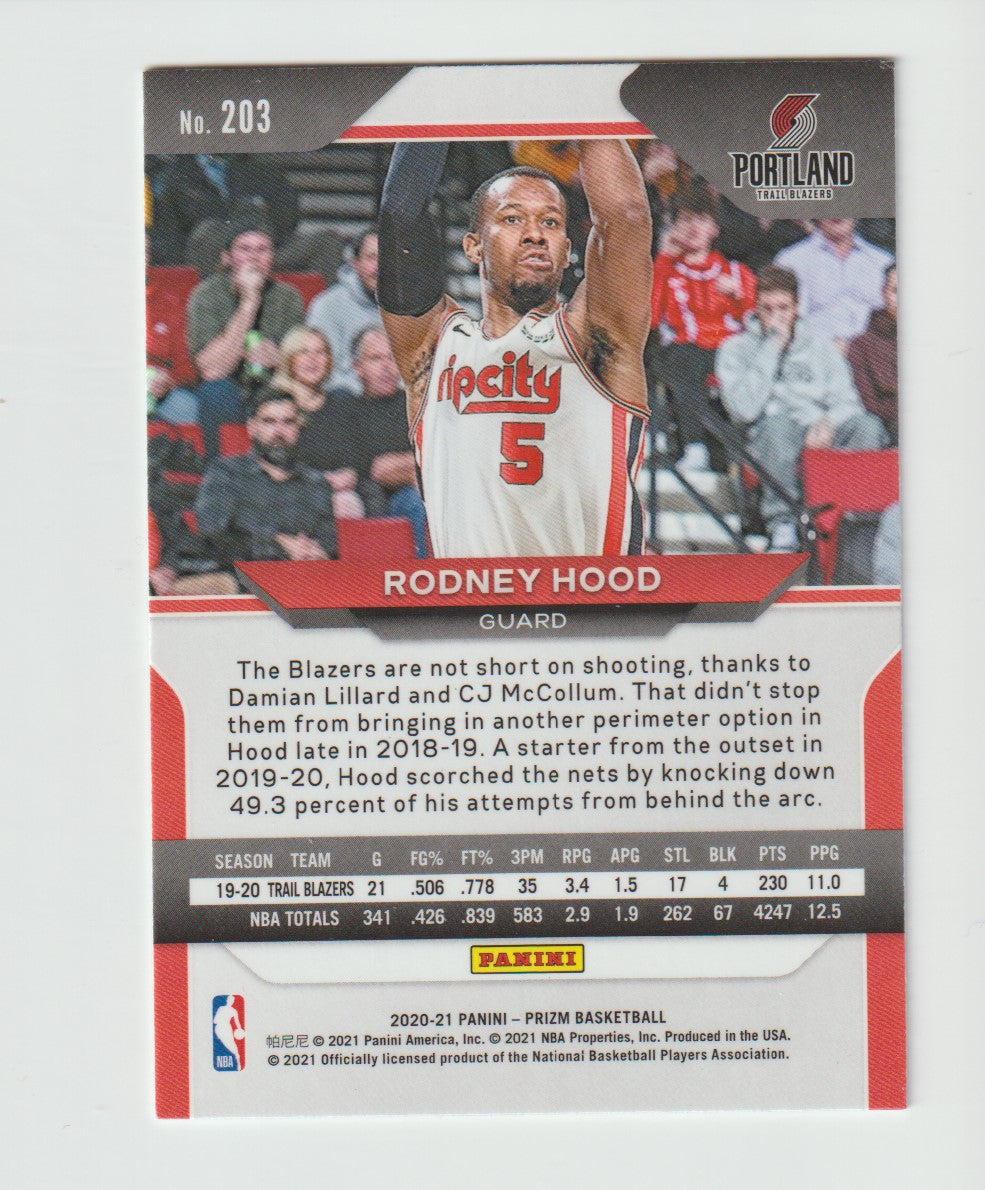 No. 203
PORTLAND
TRAIL BLAZERS
ripcity
5
RODNEY HOOD
GUARD
The Blazers are not short on shooting, thanks to
Damian Lillard and CJ McCollum. That didn't stop
them from bringing in another perimeter option in
Hood late in 2018-19. A starter from the outset in
2019-20, Hood scorched the nets by knocking down
49.3 percent of his attempts from behind the arc.
SEASON TEAM G FG% FT% 3PM RPG APG STL BLK PTS PPG
19-20 TRAIL BLAZERS 21 .506 .778 35 3.4 1.5 17 4 230 11.0
NBA TOTALS 341 .426 .839 583 2.9 1.9 262 67 4247 12.5
PANINI
2020-21 PANINI – PRIZM BASKETBALL
帕尼尼 © 2021 Panini America, Inc. © 2021 NBA Properties, Inc. Produced in the USA.
© 2021 Officially licensed product of the National Basketball Players Association.
NBA